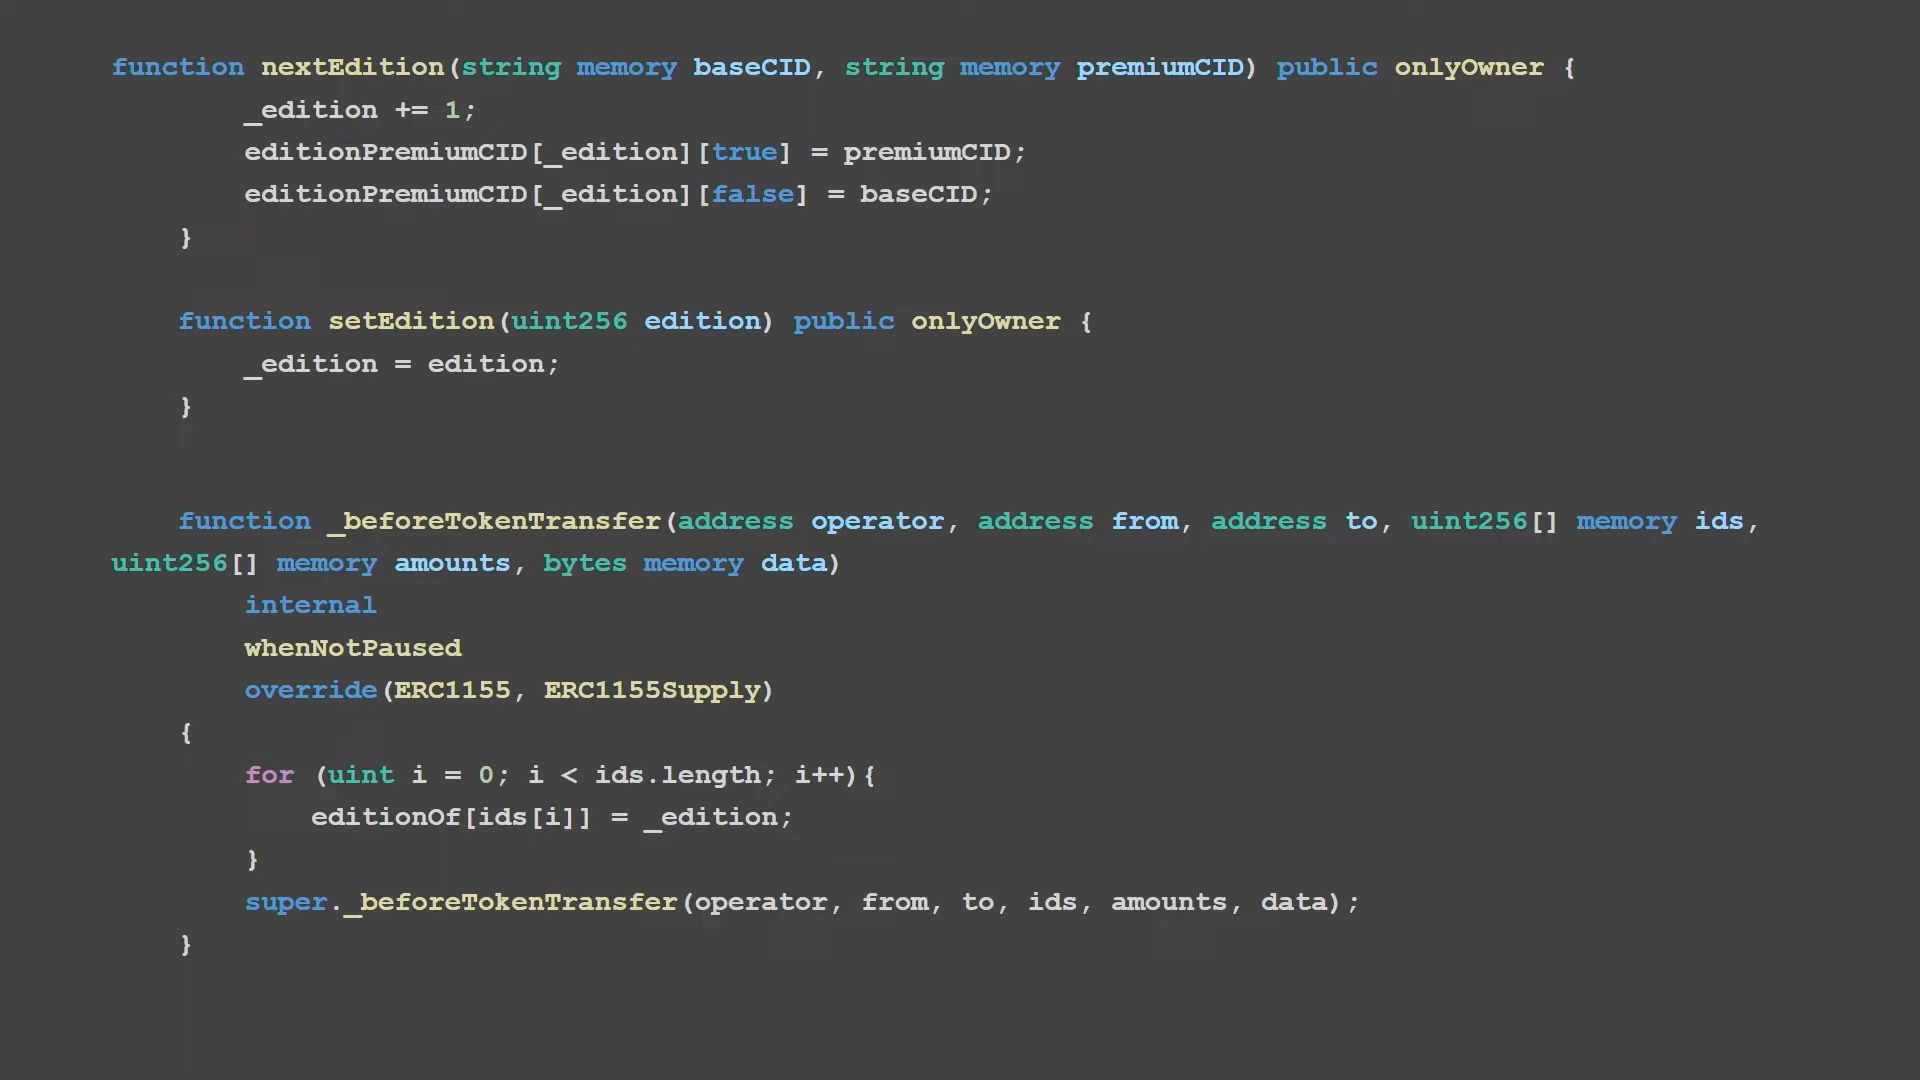 function nextEdition(string memory baseCID, string memory premiumCID) public onlyOwner {
        _edition += 1;
        editionPremiumCID[_edition][true] = premiumCID;
        editionPremiumCID[_edition][false] = baseCID;
    }
    function setEdition(uint256 edition) public onlyOwner {
        _edition = edition;
    }
    function _beforeTokenTransfer(address operator, address from, address to, uint256[] memory ids,
uint256[] memory amounts, bytes memory data)
        internal
        whenNotPaused
        override(ERC1155, ERC1155Supply)
    {
        for (uint i = 0; i < ids.length; i++){
            editionOf[ids[i]] = _edition;
        }
        super._beforeTokenTransfer(operator, from, to, ids, amounts, data);
    }